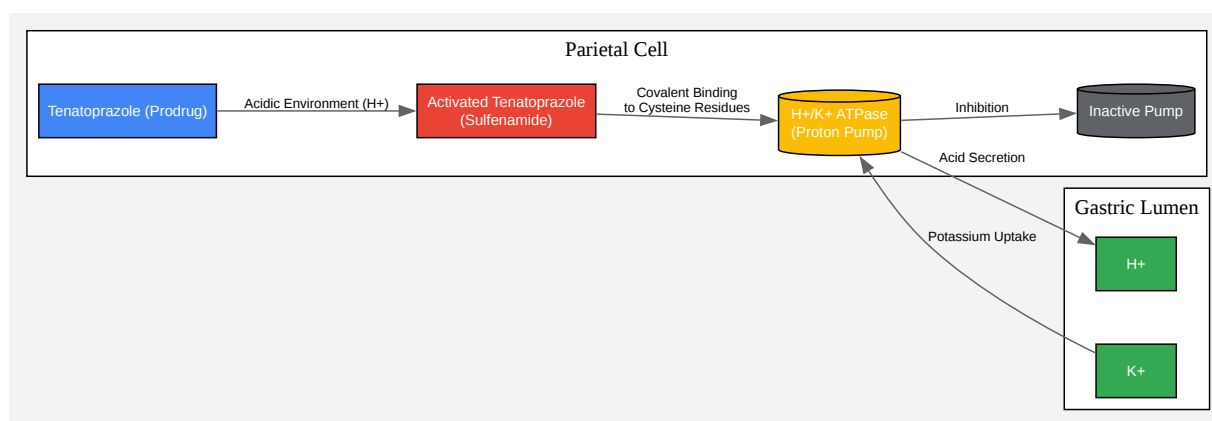 Parietal Cell
Tenatoprazole (Prodrug)
Acidic Environment (H+)
Activated Tenatoprazole
(Sulfenamide)
Covalent Binding
to Cysteine Residues
H+/K+ ATPase
(Proton Pump)
Inhibition
Inactive Pump
Acid Secretion
Gastric Lumen
Potassium Uptake
H+
K+